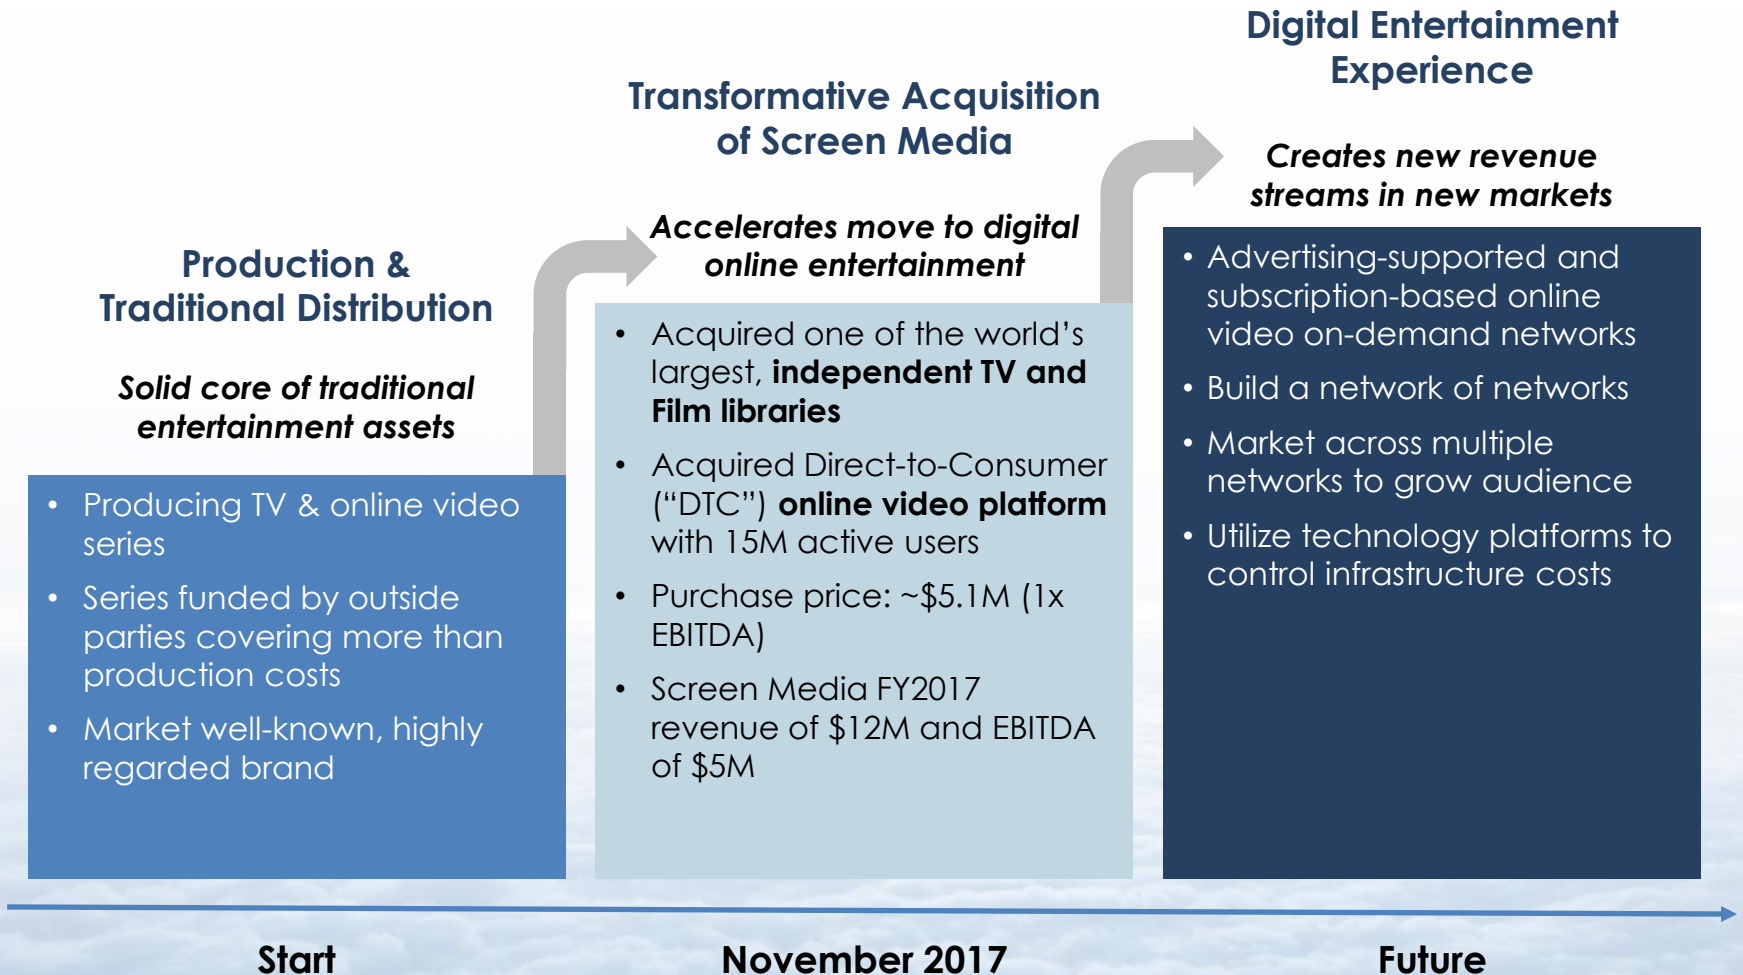 Production &
Traditional Distribution
Solid core of traditional
entertainment assets
• Producing TV & online video
series
• Series funded by outside
parties covering more than
production costs
• Market well-known, highly
regarded brand
Start
Transformative Acquisition
of Screen Media
Accelerates move to digital
online entertainment
• Acquired one of the world’s
largest, independent TV and
Film libraries
• Acquired Direct-to-Consumer
(“DTC”) online video platform
with 15M active users
• Purchase price: ~$5.1M (1x
EBITDA)
• Screen Media FY2017
revenue of $12M and EBITDA
of $5M
November 2017
Digital Entertainment
Experience
Creates new revenue
streams in new markets
• Advertising-supported and
subscription-based online
video on-demand networks
• Build a network of networks
• Market across multiple
networks to grow audience
• Utilize technology platforms to
control infrastructure costs
Future